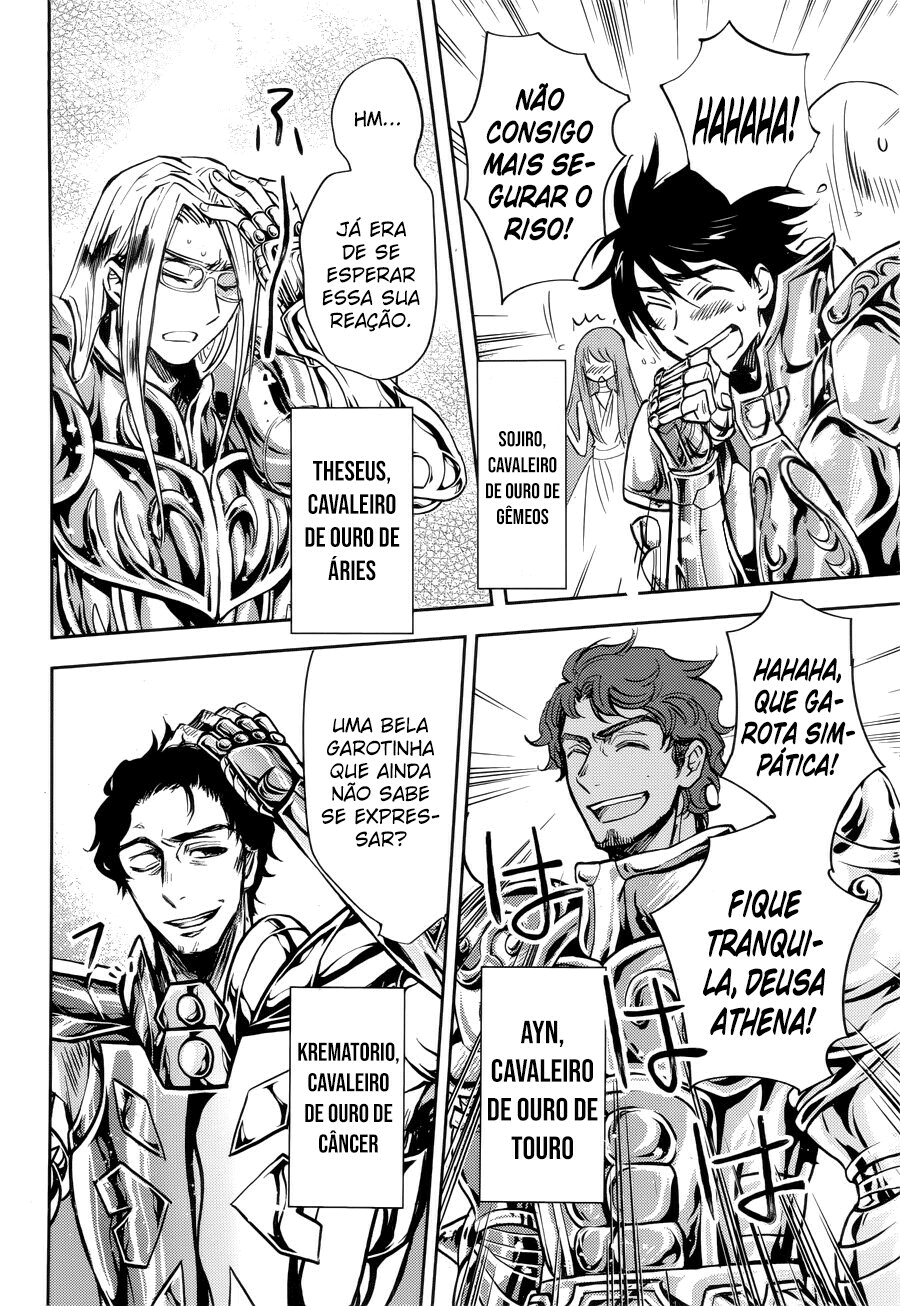 HAHAHA!
NÃO
CONSIGO
MAIS SE-
GURAR O
RISO!
SOJIRO,
CAVALEIRO
DE OURO DE
GÊMEOS
HM...
JÁ ERA
DE SE
ESPERAR
ESSA SUA
REAÇÃO.
ふぅ
THESEUS,
CAVALEIRO
DE OURO DE
ÁRIES
HAHAHA,
QUE GA-
ROTA SIM-
PÁTICA!
FIQUE
TRANQUI-
LA, DEUSA
ATHENA!
はははは
AYN,
CAVALEIRO
DE OURO DE
TOURO
UMA BELA
GAROTINHA
QUE AINDA
NÃO SABE
SE EXPRES-
SAR?
KREMATORIO,
CAVALEIRO
DE OURO DE
CÂNCER